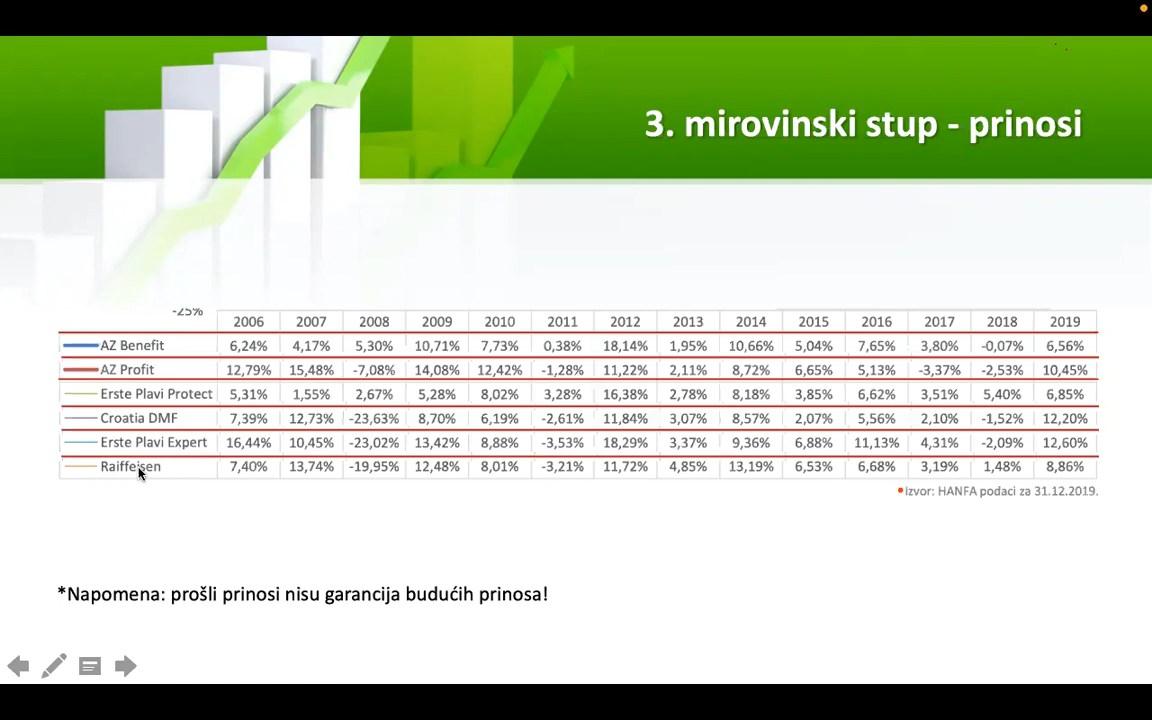 3. mirovinski stup - prinosi
-25%
2006 2007 2008 2009 2010 2011 2012 2013 2014 2015 2016 2017 2018 2019
AZ Benefit 6,24% 4,17% 5,30% 10,71% 7,73% 0,38% 18,14% 1,95% 10,66% 5,04% 7,65% 3,80% -0,07% 6,56%
AZ Profit 12,79% 15,48% -7,08% 14,08% 12,42% -1,28% 11,22% 2,11% 8,72% 6,65% 5,13% -3,37% -2,53% 10,45%
Erste Plavi Protect 5,31% 1,55% 2,67% 5,28% 8,02% 3,28% 16,38% 2,78% 8,18% 3,85% 6,62% 3,51% 5,40% 6,85%
Croatia DMF 7,39% 12,73% -23,63% 8,70% 6,19% -2,61% 11,84% 3,07% 8,57% 2,07% 5,56% 2,10% -1,52% 12,20%
Erste Plavi Expert 16,44% 10,45% -23,02% 13,42% 8,88% -3,53% 18,29% 3,37% 9,36% 6,88% 11,13% 4,31% -2,09% 12,60%
Raiffeisen 7,40% 13,74% -19,95% 12,48% 8,01% -3,21% 11,72% 4,85% 13,19% 6,53% 6,68% 3,19% 1,48% 8,86%
•Izvor: HANFA podaci za 31.12.2019.
*Napomena: prošli prinosi nisu garancija budućih prinosa!